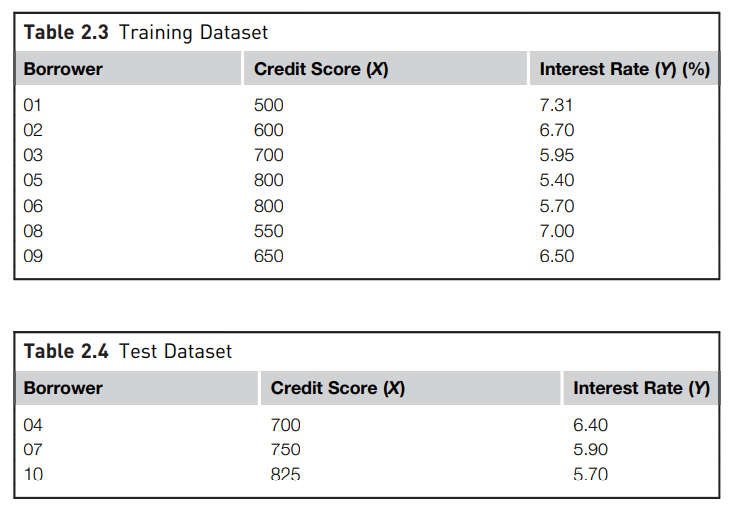 Table 2.3 Training Dataset
Borrower Credit Score (X) Interest Rate (Y) (%)
01 500 7.31
02 600 6.70
03 700 5.95
05 800 5.40
06 800 5.70
08 550 7.00
09 650 6.50
Table 2.4 Test Dataset
Borrower Credit Score (X) Interest Rate (Y)
04 700 6.40
07 750 5.90
10 825 5.70